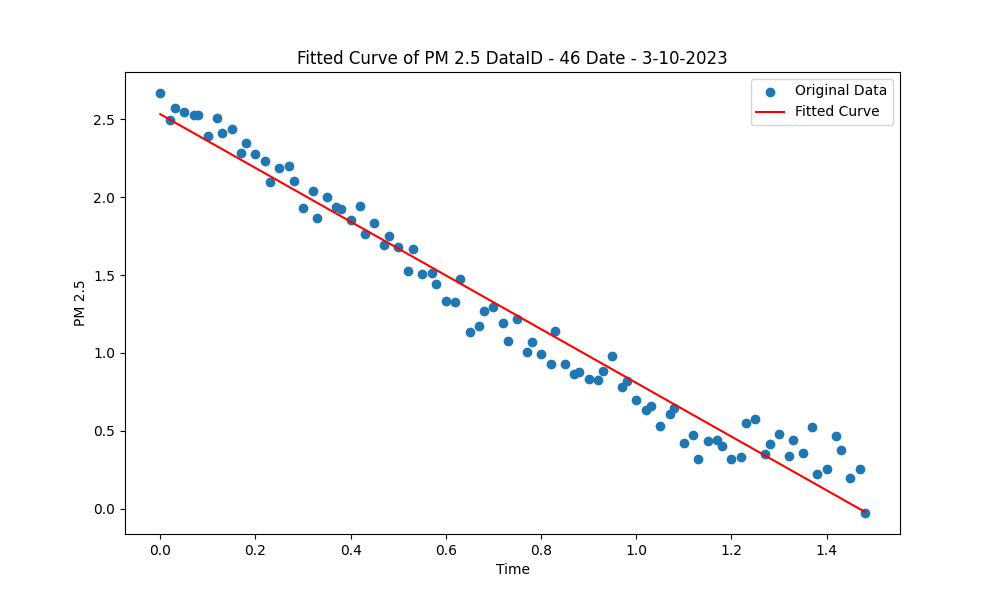 Fitted Curve of PM 2.5 DataID - 46 Date - 3-10-2023
Original Data
Fitted Curve
PM 2.5
2.5
2.0
1.5
1.0
0.5
0.0
0.0 0.2 0.4 0.6 0.8 1.0 1.2 1.4
Time